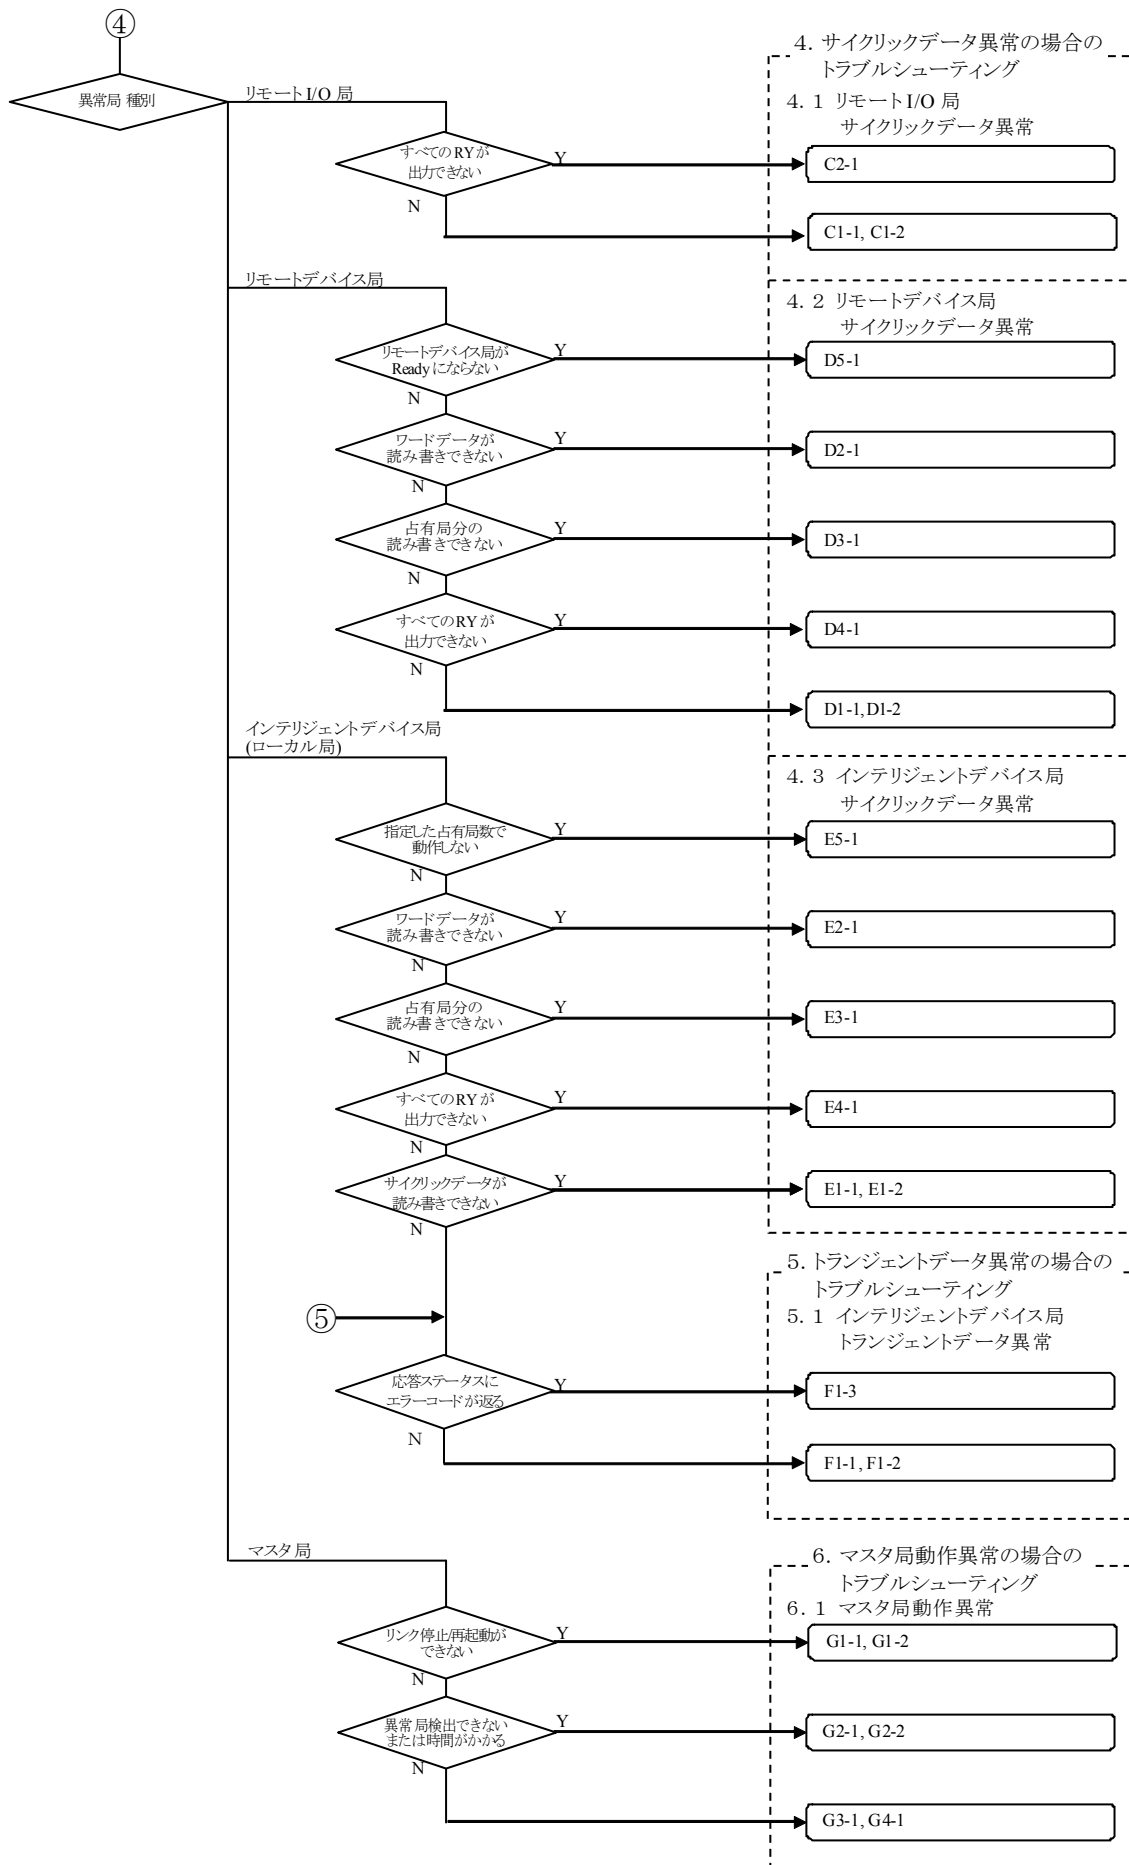 ④
異常局種別
リモートI/O局
すべてのRYが
出力できない
Y
N
4. サイクリックデータ異常の場合の
トラブルシューティング
4.1 リモートI/O局
サイクリックデータ異常
C2-1
C1-1, C1-2
リモートデバイス局
リモートデバイス局が
Readyにならない
Y
N
ワードデータが
読み書きできない
Y
N
占有局分の
読み書きできない
Y
N
すべてのRYが
出力できない
Y
N
4.2 リモートデバイス局
サイクリックデータ異常
D5-1
D2-1
D3-1
D4-1
D1-1,D1-2
インテリジェントデバイス局
(ローカル局)
指定した占有局数で
動作しない
Y
N
ワードデータが
読み書きできない
Y
N
占有局分の
読み書きできない
Y
N
すべてのRYが
出力できない
Y
N
サイクリックデータが
読み書きできない
Y
N
4.3 インテリジェントデバイス局
サイクリックデータ異常
E5-1
E2-1
E3-1
E4-1
E1-1, E1-2
⑤
応答ステータスに
エラーコードが返る
Y
N
5. トランジェントデータ異常の場合の
トラブルシューティング
5.1 インテリジェントデバイス局
トランジェントデータ異常
F1-3
F1-1, F1-2
マスタ局
リンク停止/再起動が
できない
Y
N
異常局検出できない
または時間がかかる
Y
N
6. マスタ局動作異常の場合の
トラブルシューティング
6.1 マスタ局動作異常
G1-1, G1-2
G2-1, G2-2
G3-1, G4-1